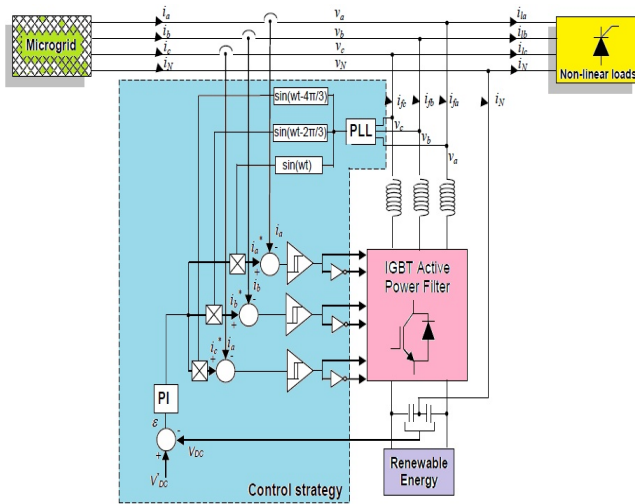 Microgrid
i_a
i_b
i_c
i_N
v_a
v_b
v_c
v_N
i_la
i_lb
i_lc
i_N
Non-linear loads
sin(wt-4π/3)
sin(wt-2π/3)
sin(wt)
PLL
i_fc
i_fb
i_fa
i_N
v_c
v_b
v_a
i_a* + - i_a
i_b* + - i_b
i_c* + - i_a
IGBT Active
Power Filter
PI
ε
+ -
V_DC
V*_DC
Renewable
Energy
Control strategy